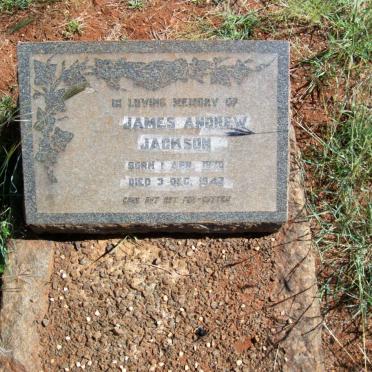 IN LOVING MEMORY OF
JAMES ANDREW
JACKSON
BORN 1 APR.
DIED 3 DEC. 1942
GONE BUT NOT FORGOTTEN